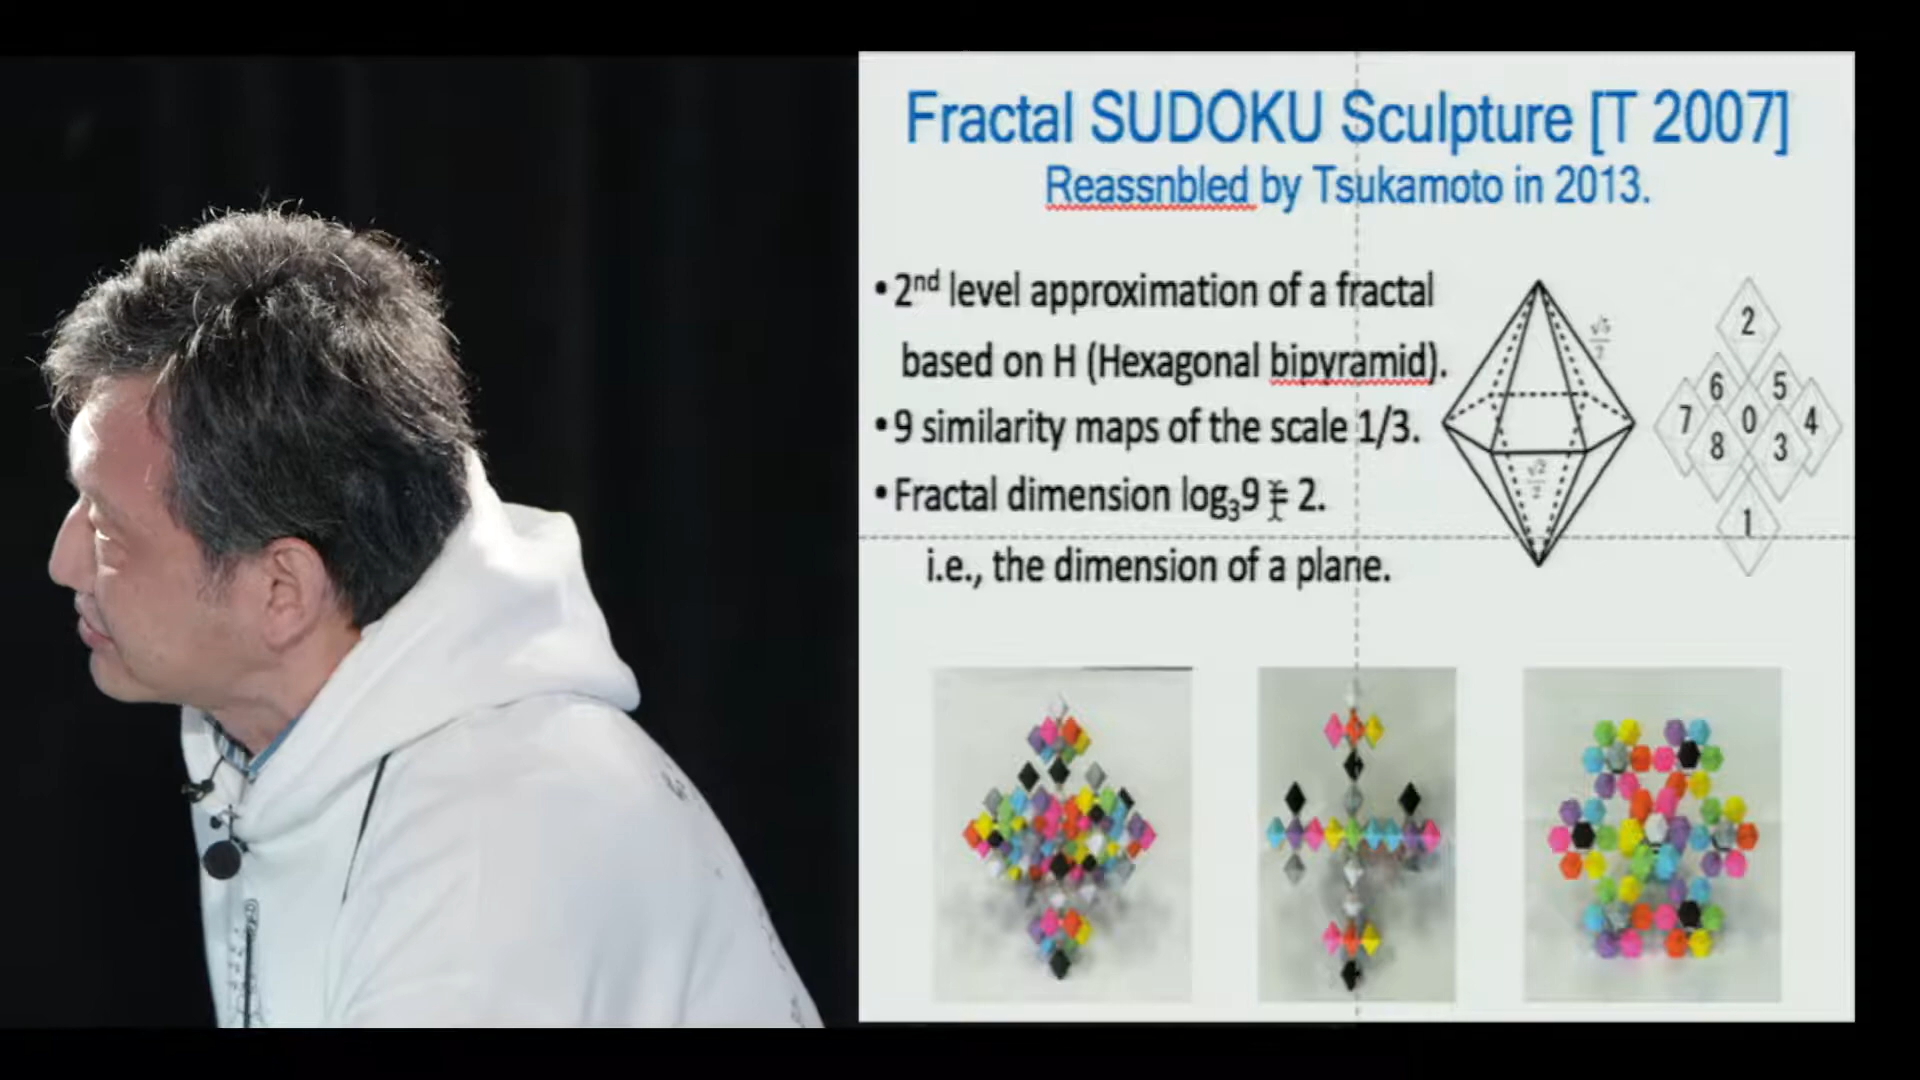 Fractal SUDOKU Sculpture [T 2007]
Reassnbled by Tsukamoto in 2013.
•2nd level approximation of a fractal
based on H (Hexagonal bipyramid).
•9 similarity maps of the scale 1/3.
•Fractal dimension log₃9 = 2.
i.e., the dimension of a plane.
√2
2
2
6 5
7 0 4
8 3
1